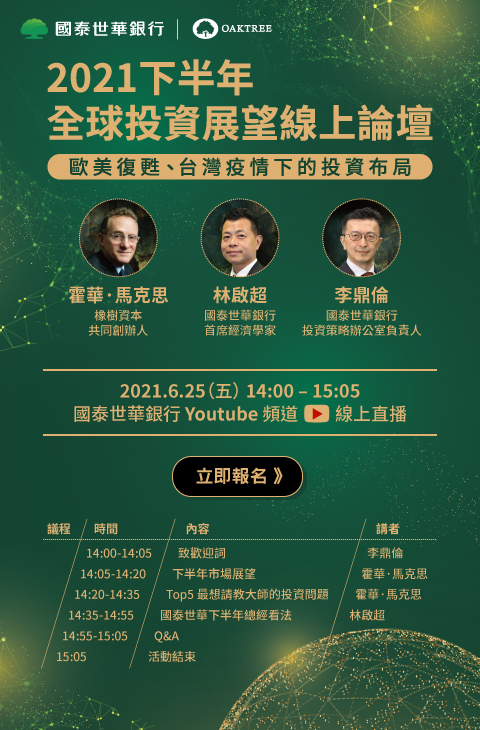 國泰世華銀行 | OAKTREE
2021下半年
全球投資展望線上論壇
歐美復甦、台灣疫情下的投資布局
霍華·馬克思 林啟超 李鼎倫
橡樹資本 國泰世華銀行 國泰世華銀行
共同創辦人 首席經濟學家 投資策略辦公室負責人
2021.6.25(五) 14:00 – 15:05
國泰世華銀行 Youtube 頻道 線上直播
立即報名 》
議程 時間 內容 講者
14:00-14:05 致歡迎詞 李鼎倫
14:05-14:20 下半年市場展望 霍華·馬克思
14:20-14:35 Top5 最想請教大師的投資問題 霍華·馬克思
14:35-14:55 國泰世華下半年總經看法 林啟超
14:55-15:05 Q&A
15:05 活動結束